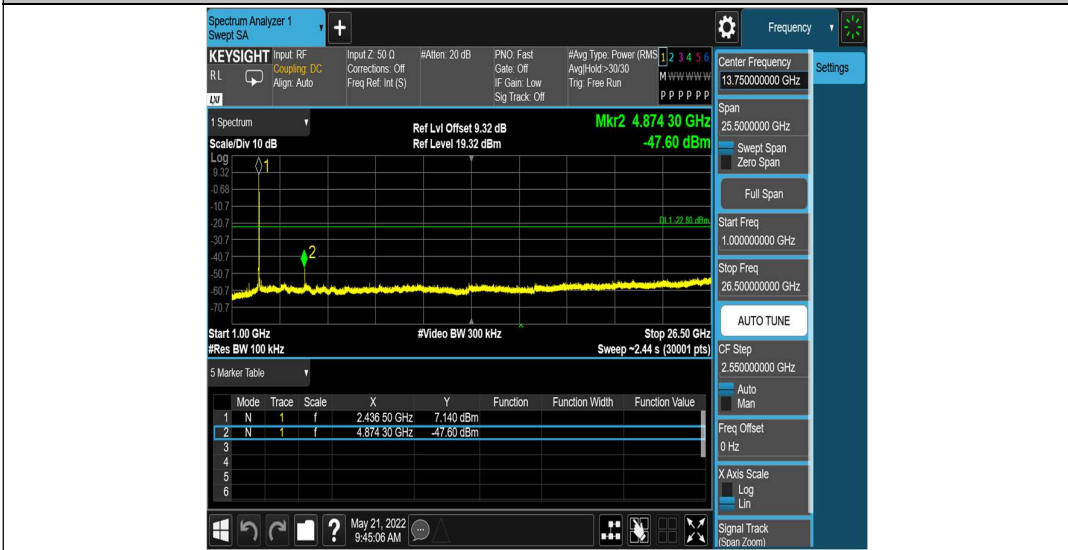 Spectrum Analyzer 1
Swept SA
+
Frequency
KEYSIGHT
RL
LXI
Input: RF
Coupling: DC
Align: Auto
Input Z: 50 Ω
Corrections: Off
Freq Ref: Int (S)
#Atten: 20 dB
PNO: Fast
Gate: Off
IF Gain: Low
Sig Track: Off
#Avg Type: Power (RMS
Avg|Hold:>30/30
Trig: Free Run
1 2 3 4 5 6
M W W W W W
P P P P P P
1 Spectrum
Scale/Div 10 dB
Ref Lvl Offset 9.32 dB
Ref Level 19.32 dBm
Mkr2 4.874 30 GHz
-47.60 dBm
Log
9.32
-0.68
-10.7
-20.7
-30.7
-40.7
-50.7
-60.7
-70.7
1
2
DL1 -22.80 dBm
Start 1.00 GHz
#Res BW 100 kHz
#Video BW 300 kHz
Stop 26.50 GHz
Sweep ~2.44 s (30001 pts)
5 Marker Table
Mode Trace Scale X Y Function Function Width Function Value
1 N 1 f 2.436 50 GHz 7.140 dBm
2 N 1 f 4.874 30 GHz -47.60 dBm
3
4
5
6
?
May 21, 2022
9:45:06 AM
Center Frequency
13.750000000 GHz
Settings
Span
25.5000000 GHz
Swept Span
Zero Span
Full Span
Start Freq
1.000000000 GHz
Stop Freq
26.500000000 GHz
AUTO TUNE
CF Step
2.550000000 GHz
Auto
Man
Freq Offset
0 Hz
X Axis Scale
Log
Lin
Signal Track
(Span Zoom)